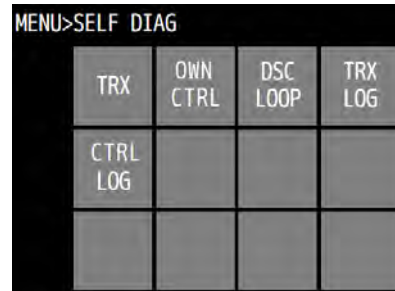 MENU>SELF DIAG
TRX
OWN
CTRL
DSC
LOOP
TRX
LOG
CTRL
LOG